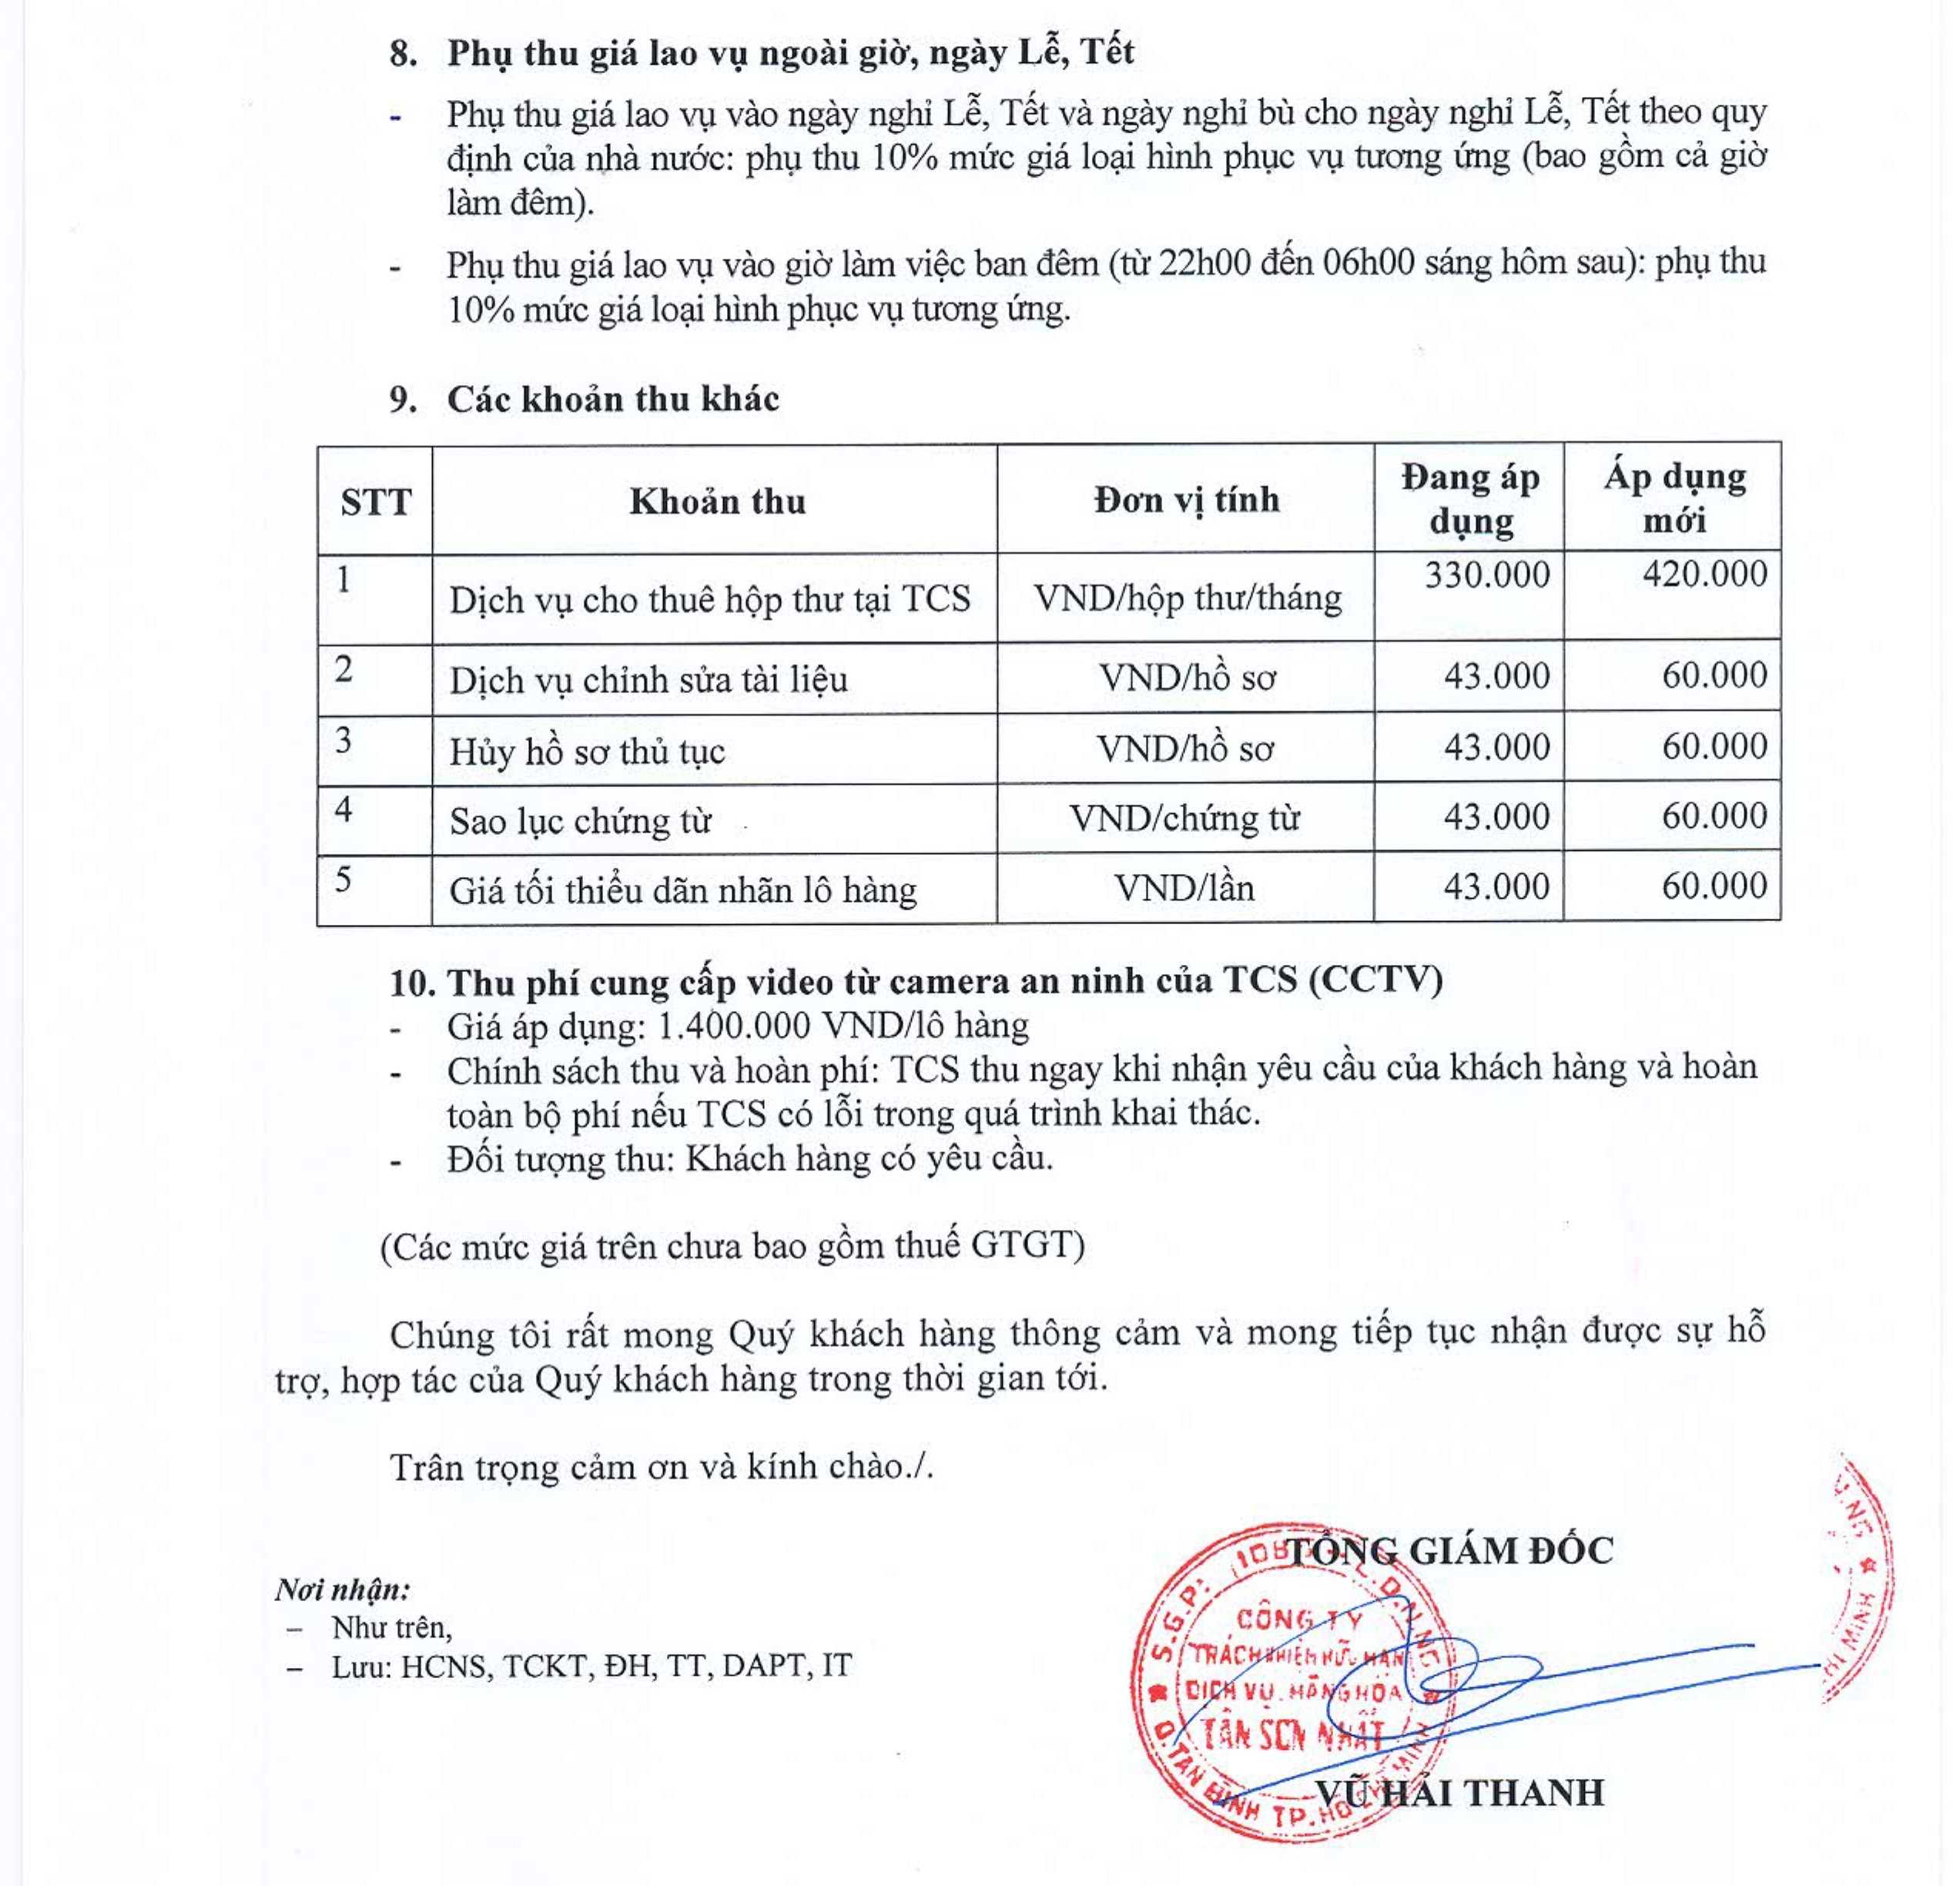 8. Phụ thu giá lao vụ ngoài giờ, ngày Lễ, Tết
- Phụ thu giá lao vụ vào ngày nghỉ Lễ, Tết và ngày nghỉ bù cho ngày nghỉ Lễ, Tết theo quy
định của nhà nước: phụ thu 10% mức giá loại hình phục vụ tương ứng (bao gồm cả giờ
làm đêm).
- Phụ thu giá lao vụ vào giờ làm việc ban đêm (từ 22h00 đến 06h00 sáng hôm sau): phụ thu
10% mức giá loại hình phục vụ tương ứng.
9. Các khoản thu khác
STT Khoản thu Đơn vị tính Đang áp dụng Áp dụng mới
1 Dịch vụ cho thuê hộp thư tại TCS VND/hộp thư/tháng 330.000 420.000
2 Dịch vụ chỉnh sửa tài liệu VND/hồ sơ 43.000 60.000
3 Hủy hồ sơ thủ tục VND/hồ sơ 43.000 60.000
4 Sao lục chứng từ VND/chứng từ 43.000 60.000
5 Giá tối thiểu dãn nhãn lô hàng VND/lần 43.000 60.000
10. Thu phí cung cấp video từ camera an ninh của TCS (CCTV)
- Giá áp dụng: 1.400.000 VND/lô hàng
- Chính sách thu và hoàn phí: TCS thu ngay khi nhận yêu cầu của khách hàng và hoàn
toàn bộ phí nếu TCS có lỗi trong quá trình khai thác.
- Đối tượng thu: Khách hàng có yêu cầu.
(Các mức giá trên chưa bao gồm thuế GTGT)
Chúng tôi rất mong Quý khách hàng thông cảm và mong tiếp tục nhận được sự hỗ
trợ, hợp tác của Quý khách hàng trong thời gian tới.
Trân trọng cảm ơn và kính chào./.
TỔNG GIÁM ĐỐC
Nơi nhận:
– Như trên,
– Lưu: HCNS, TCKT, ĐH, TT, DAPT, IT
CÔNG TY
TRÁCH NHIỆM HỮU HẠN
DỊCH VỤ HÀNG HÓA
TÂN SƠN NHẤT
Q.TÂN BÌNH TP.HỒ CHÍ MINH
VŨ HẢI THANH